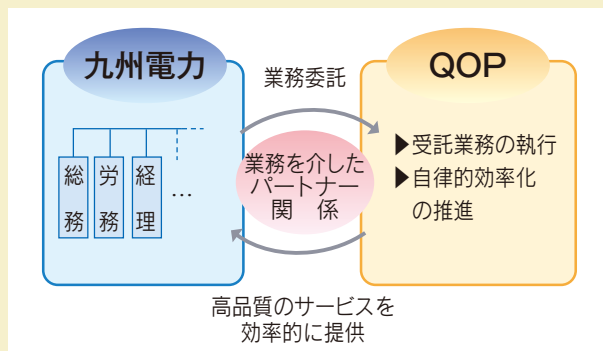 九州電力
総務
労務
経理
…
業務委託
業務を介した
パートナー
関係
高品質のサービスを
効率的に提供
QOP
▶受託業務の執行
▶自律的効率化
の推進